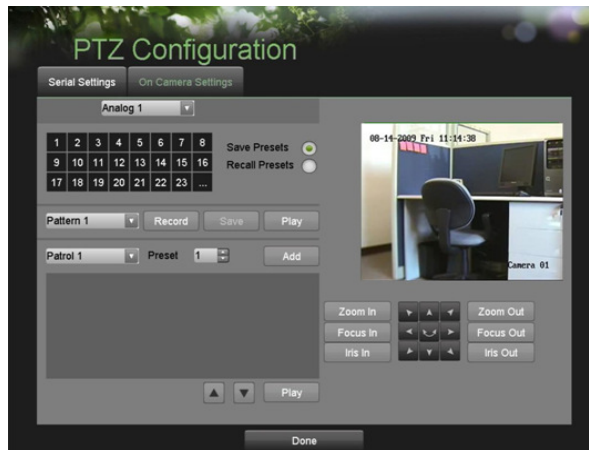 PTZ Configuration
Serial Settings On Camera Settings
Analog 1
1 2 3 4 5 6 7 8
9 10 11 12 13 14 15 16
17 18 19 20 21 22 23 ...
Save Presets
Recall Presets
Pattern 1 Record Save Play
Patrol 1 Preset 1 Add
Play
08-14-2009 Fri 11:14:38
Camera 01
Zoom In Zoom Out
Focus In Focus Out
Iris In Iris Out
Done